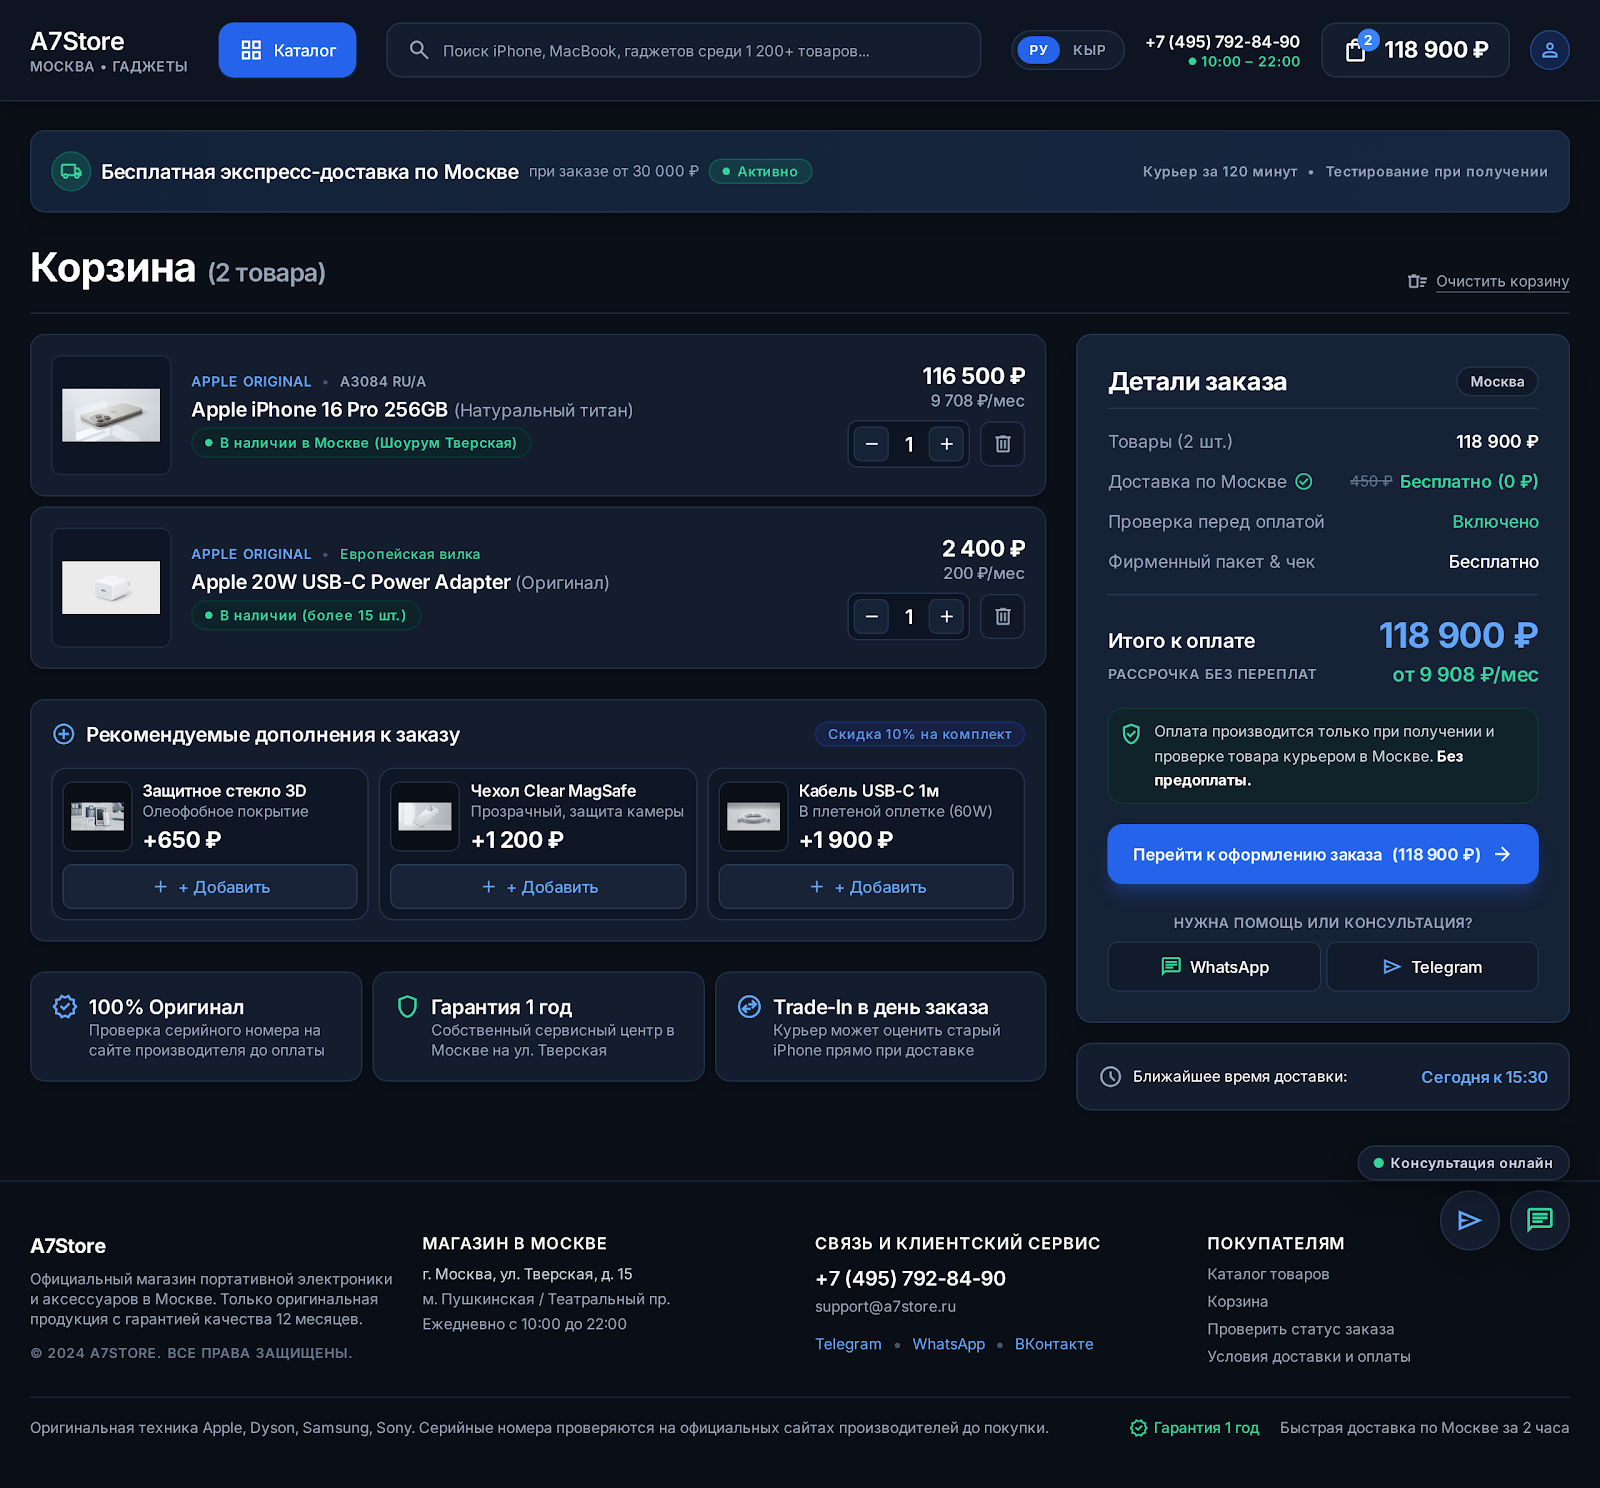 A7Store
МОСКВА • ГАДЖЕТЫ
Каталог
Поиск iPhone, MacBook, гаджетов среди 1 200+ товаров...
РУ КЫР
+7 (495) 792-84-90
10:00 – 22:00
2
118 900 ₽
Бесплатная экспресс-доставка по Москве при заказе от 30 000 ₽ Активно
Курьер за 120 минут • Тестирование при получении
Корзина (2 товара)
Очистить корзину
APPLE ORIGINAL • A3084 RU/A
Apple iPhone 16 Pro 256GB (Натуральный титан)
В наличии в Москве (Шоурум Тверская)
116 500 ₽
9 708 ₽/мес
− 1 +
APPLE ORIGINAL • Европейская вилка
Apple 20W USB-C Power Adapter (Оригинал)
В наличии (более 15 шт.)
2 400 ₽
200 ₽/мес
− 1 +
Рекомендуемые дополнения к заказу
Скидка 10% на комплект
Защитное стекло 3D
Олеофобное покрытие
+650 ₽
+ + Добавить
Чехол Clear MagSafe
Прозрачный, защита камеры
+1 200 ₽
+ + Добавить
Кабель USB-C 1м
В плетеной оплетке (60W)
+1 900 ₽
+ + Добавить
100% Оригинал
Проверка серийного номера на
сайте производителя до оплаты
Гарантия 1 год
Собственный сервисный центр в
Москве на ул. Тверская
Trade-In в день заказа
Курьер может оценить старый
iPhone прямо при доставке
Детали заказа
Москва
Товары (2 шт.) 118 900 ₽
Доставка по Москве 450 ₽ Бесплатно (0 ₽)
Проверка перед оплатой Включено
Фирменный пакет & чек Бесплатно
Итого к оплате 118 900 ₽
РАССРОЧКА БЕЗ ПЕРЕПЛАТ от 9 908 ₽/мес
Оплата производится только при получении и
проверке товара курьером в Москве. Без
предоплаты.
Перейти к оформлению заказа (118 900 ₽)
НУЖНА ПОМОЩЬ ИЛИ КОНСУЛЬТАЦИЯ?
WhatsApp
Telegram
Ближайшее время доставки: Сегодня к 15:30
Консультация онлайн
A7Store
Официальный магазин портативной электроники
и аксессуаров в Москве. Только оригинальная
продукция с гарантией качества 12 месяцев.
© 2024 A7STORE. ВСЕ ПРАВА ЗАЩИЩЕНЫ.
МАГАЗИН В МОСКВЕ
г. Москва, ул. Тверская, д. 15
м. Пушкинская / Театральный пр.
Ежедневно с 10:00 до 22:00
СВЯЗЬ И КЛИЕНТСКИЙ СЕРВИС
+7 (495) 792-84-90
support@a7store.ru
Telegram • WhatsApp • ВКонтакте
ПОКУПАТЕЛЯМ
Каталог товаров
Корзина
Проверить статус заказа
Условия доставки и оплаты
Оригинальная техника Apple, Dyson, Samsung, Sony. Серийные номера проверяются на официальных сайтах производителей до покупки.
Гарантия 1 год
Быстрая доставка по Москве за 2 часа